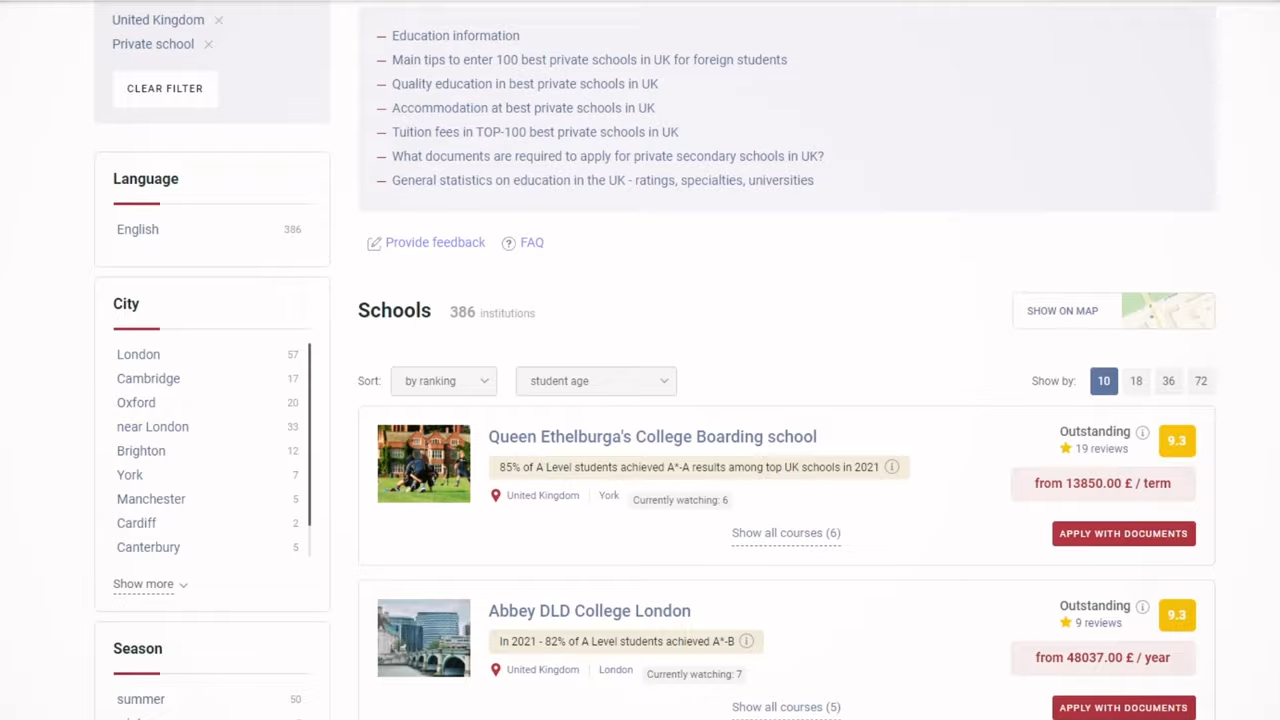 United Kingdom ×
Private school ×
CLEAR FILTER
— Education information
— Main tips to enter 100 best private schools in UK for foreign students
— Quality education in best private schools in UK
— Accommodation at best private schools in UK
— Tuition fees in TOP-100 best private schools in UK
— What documents are required to apply for private secondary schools in UK?
— General statistics on education in the UK - ratings, specialties, universities
Provide feedback ? FAQ
Language
English 386
City
London 57
Cambridge 17
Oxford 20
near London 33
Brighton 12
York 7
Manchester 5
Cardiff 2
Canterbury 5
Show more
Season
summer 50
Schools 386 institutions
SHOW ON MAP
Sort: by ranking student age
Show by: 10 18 36 72
Queen Ethelburga's College Boarding school
85% of A Level students achieved A*-A results among top UK schools in 2021
United Kingdom York Currently watching: 6
Show all courses (6)
Outstanding 9.3
19 reviews
from 13850.00 £ / term
APPLY WITH DOCUMENTS
Abbey DLD College London
In 2021 - 82% of A Level students achieved A*-B
United Kingdom London Currently watching: 7
Show all courses (5)
Outstanding 9.3
9 reviews
from 48037.00 £ / year
APPLY WITH DOCUMENTS